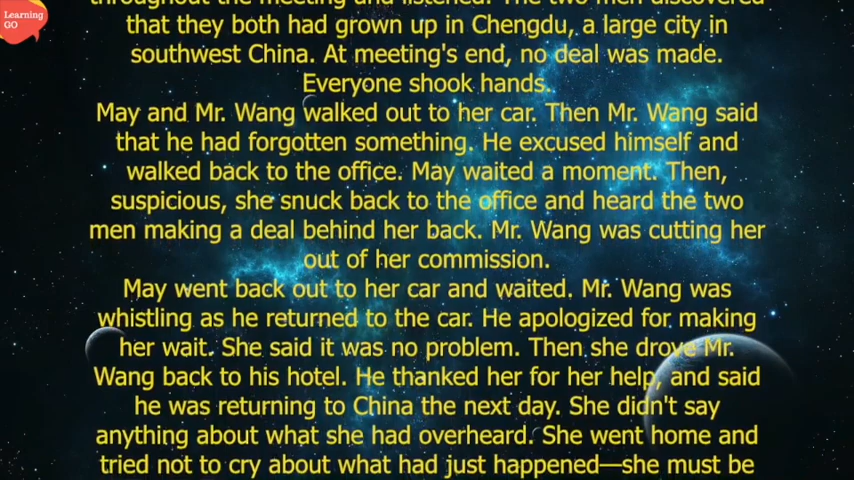 Learning
GO
throughout the meeting and listened. The two men discovered
that they both had grown up in Chengdu, a large city in
southwest China. At meeting's end, no deal was made.
Everyone shook hands.
May and Mr. Wang walked out to her car. Then Mr. Wang said
that he had forgotten something. He excused himself and
walked back to the office. May waited a moment. Then,
suspicious, she snuck back to the office and heard the two
men making a deal behind her back. Mr. Wang was cutting her
out of her commission.
May went back out to her car and waited. Mr. Wang was
whistling as he returned to the car. He apologized for making
her wait. She said it was no problem. Then she drove Mr.
Wang back to his hotel. He thanked her for her help, and said
he was returning to China the next day. She didn't say
anything about what she had overheard. She went home and
tried not to cry about what had just happened—she must be